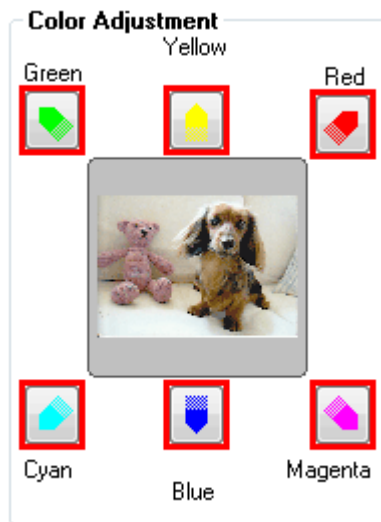 Color Adjustment
Yellow
Green
Red
Cyan
Magenta
Blue